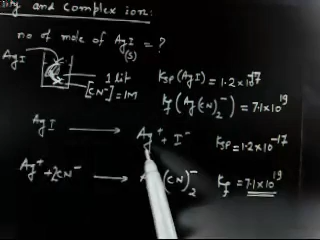 ity and complex ion:
no of mole of AgI(s) = ?
AgI
1 lit
[CN⁻] = 1M
Ksp(AgI) = 1.2×10⁻¹⁷
Kf(Ag(CN)₂⁻) = 7.1×10¹⁹
AgI ⟶ Ag⁺ + I⁻ Ksp = 1.2×10⁻¹⁷
Ag⁺ + 2CN⁻ ⟶ (CN)₂⁻ Kf = 7.1×10¹⁹